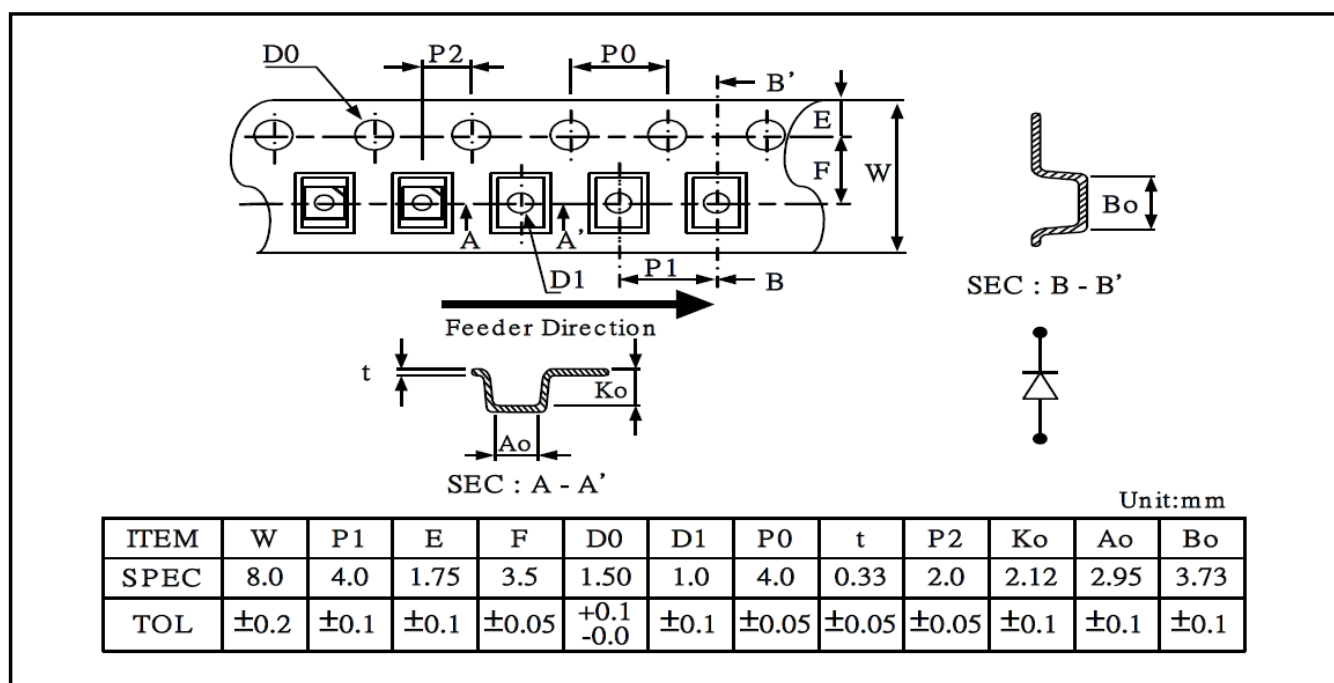 D0
P2
P0
B'
E
F
W
A
A'
D1
P1
B
Bo
SEC : B - B'
Feeder Direction
t
Ko
Ao
SEC : A - A'
Unit:mm
ITEM W P1 E F D0 D1 P0 t P2 Ko Ao Bo
SPEC 8.0 4.0 1.75 3.5 1.50 1.0 4.0 0.33 2.0 2.12 2.95 3.73
TOL ±0.2 ±0.1 ±0.1 ±0.05 +0.1 -0.0 ±0.1 ±0.05 ±0.05 ±0.05 ±0.1 ±0.1 ±0.1